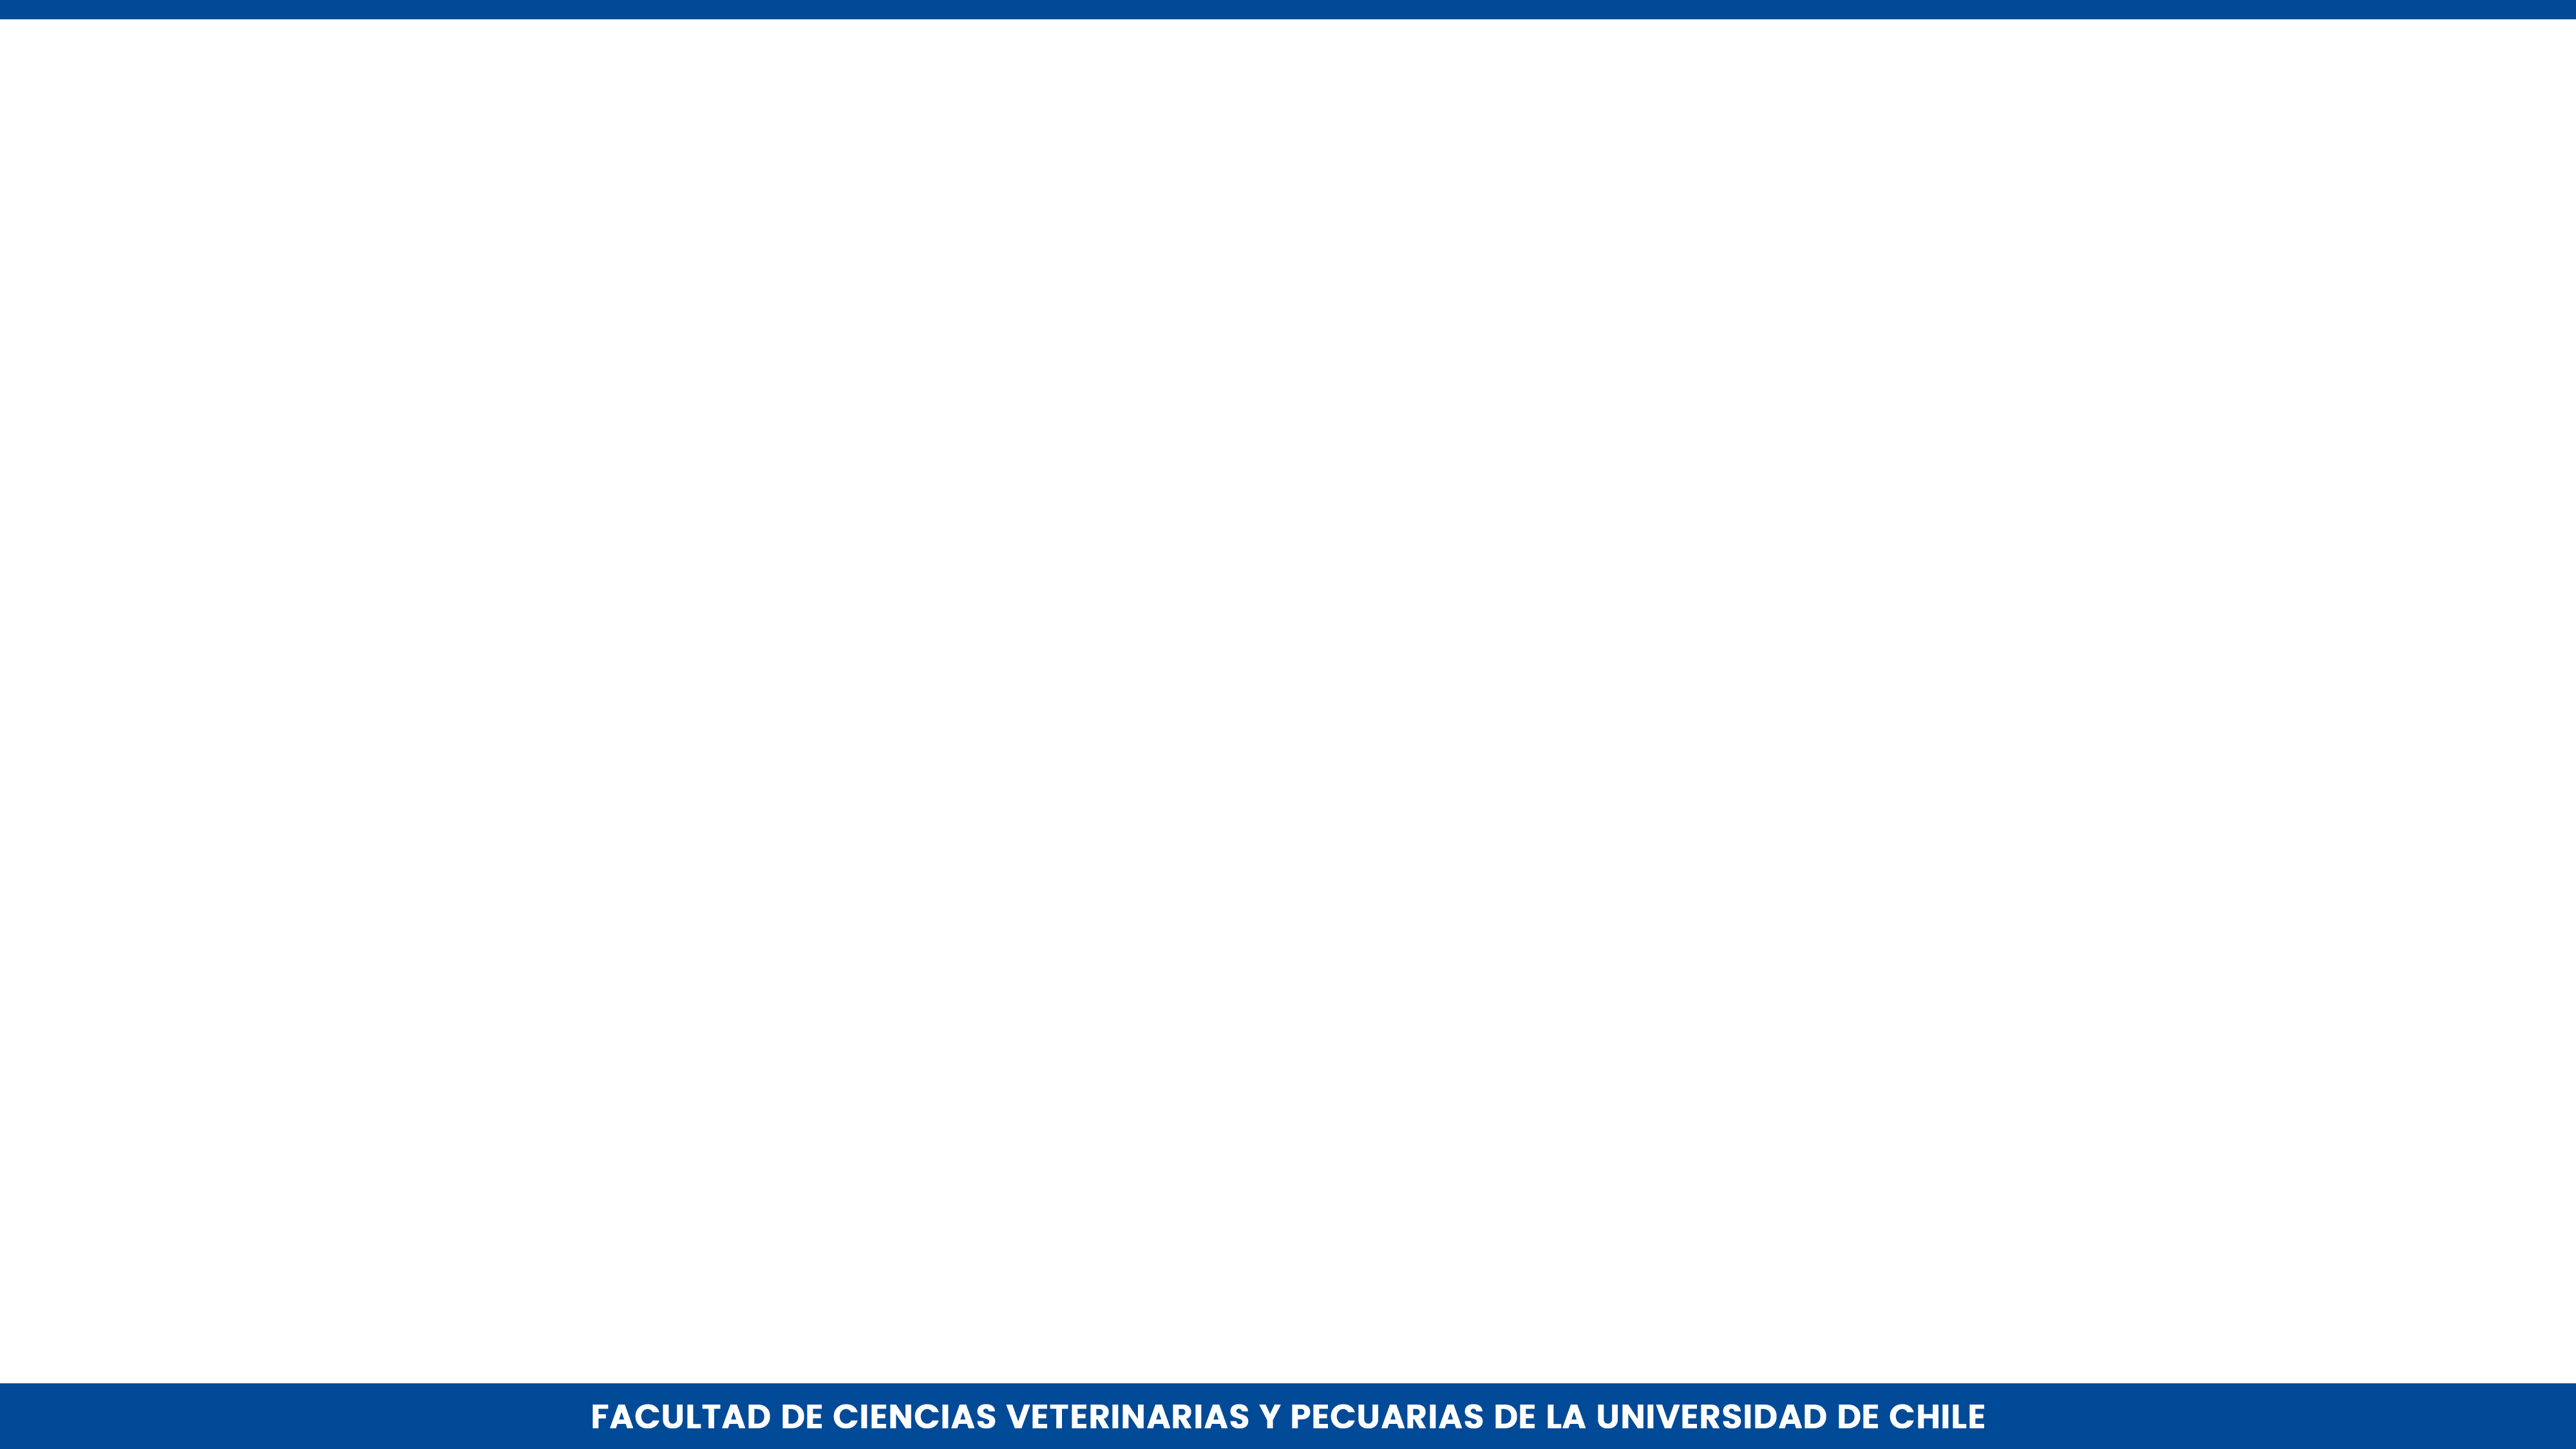 FACULTAD DE CIENCIAS VETERINARIAS Y PECUARIAS DE LA UNIVERSIDAD DE CHILE